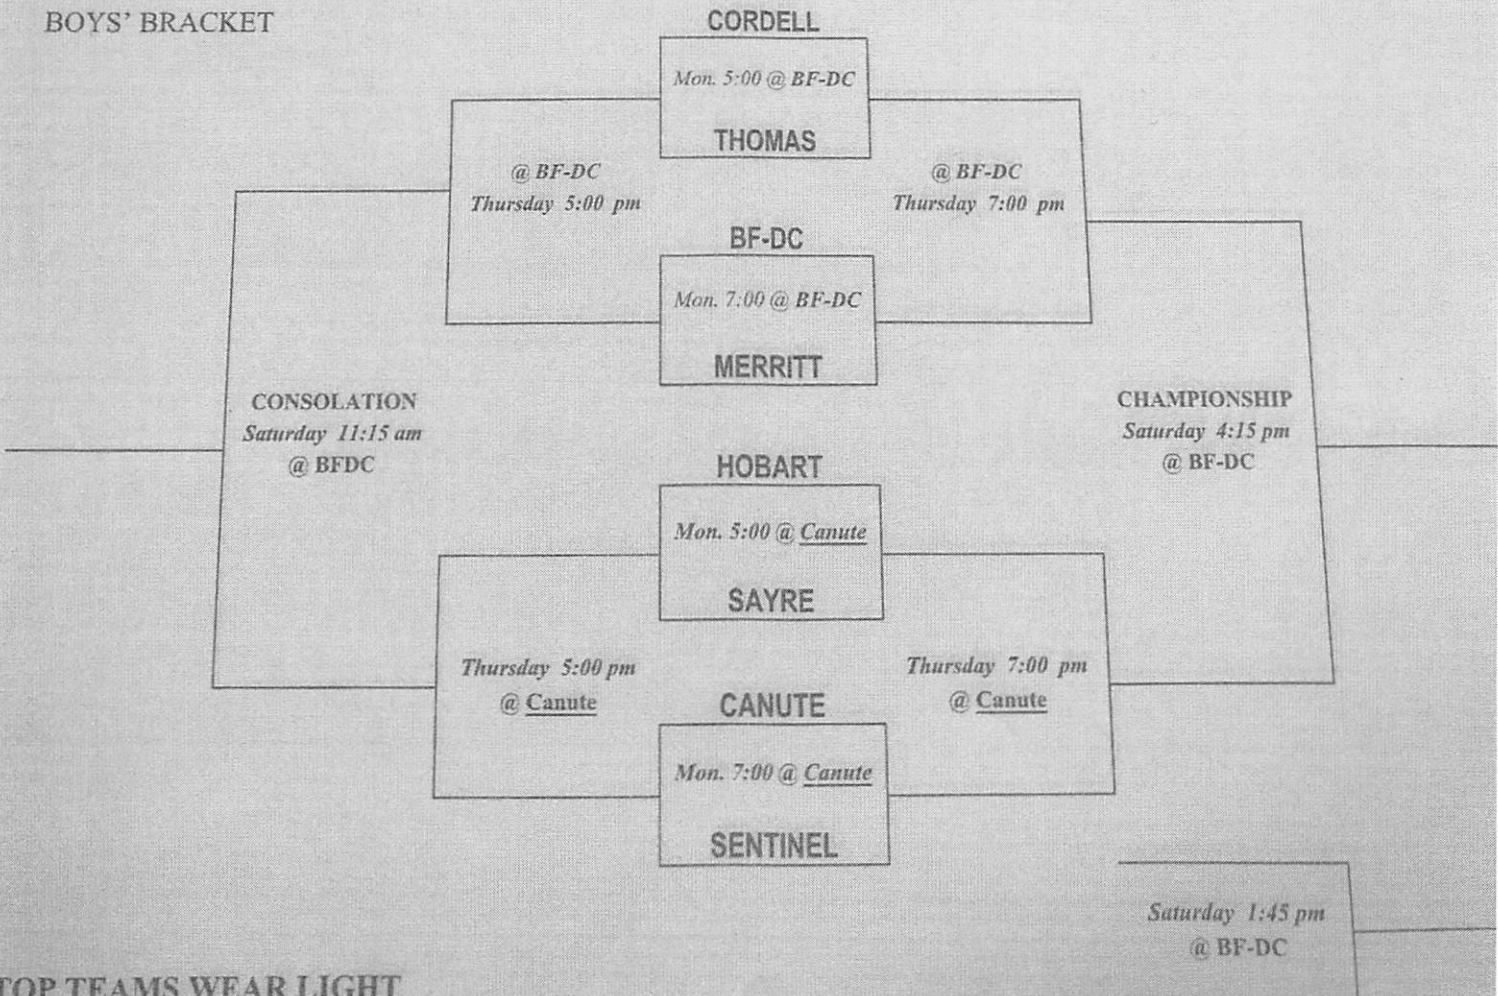 BOYS' BRACKET
CORDELL
Mon. 5:00 @ BF-DC
THOMAS
@ BF-DC
Thursday 5:00 pm
@ BF-DC
Thursday 7:00 pm
BF-DC
Mon. 7:00 @ BF-DC
MERRITT
CONSOLATION
Saturday 11:15 am
@ BFDC
CHAMPIONSHIP
Saturday 4:15 pm
@ BF-DC
HOBART
Mon. 5:00 @ Canute
SAYRE
Thursday 5:00 pm
@ Canute
Thursday 7:00 pm
@ Canute
CANUTE
Mon. 7:00 @ Canute
SENTINEL
Saturday 1:45 pm
@ BF-DC
TOP TEAMS WEAR LIGHT